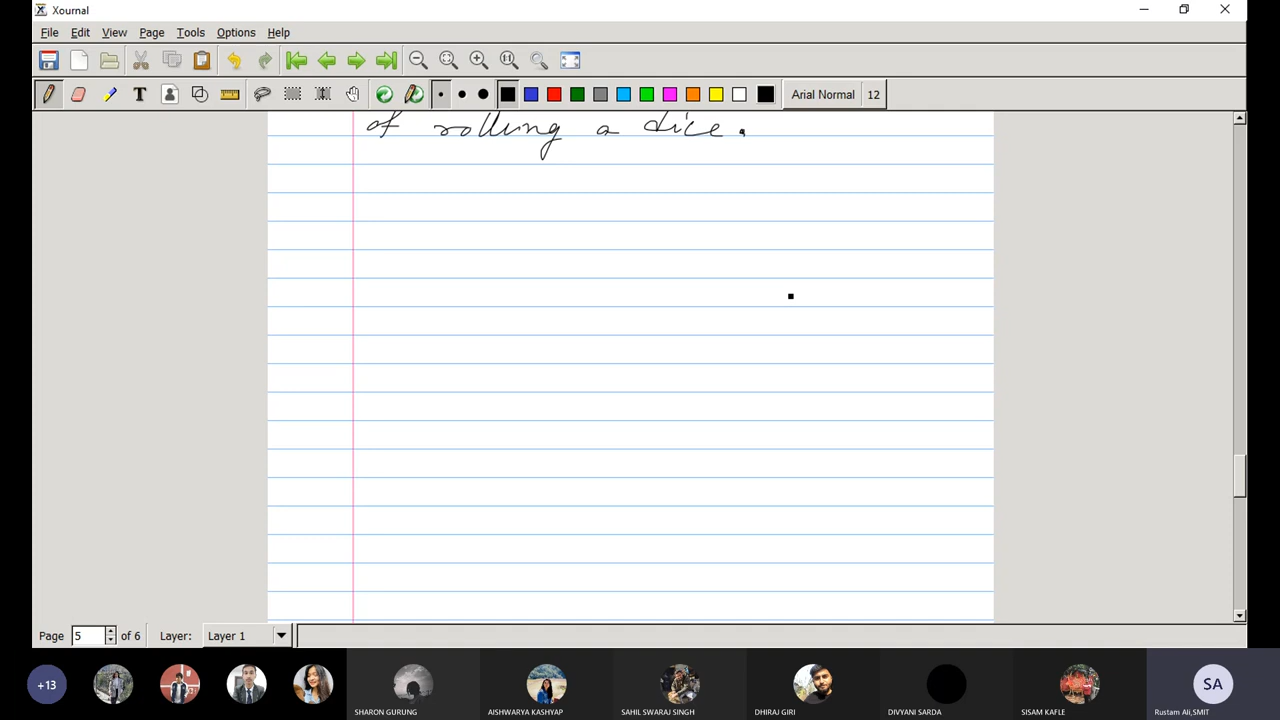 Xournal
File Edit View Page Tools Options Help
Arial Normal 12
of rolling a dice.
Page 5 of 6 Layer: Layer 1
+13
SHARON GURUNG AISHWARYA KASHYAP SAHIL SWARAJ SINGH DHIRAJ GIRI DIVYANI SARDA SISAM KAFLE SA Rustam Ali,SMIT